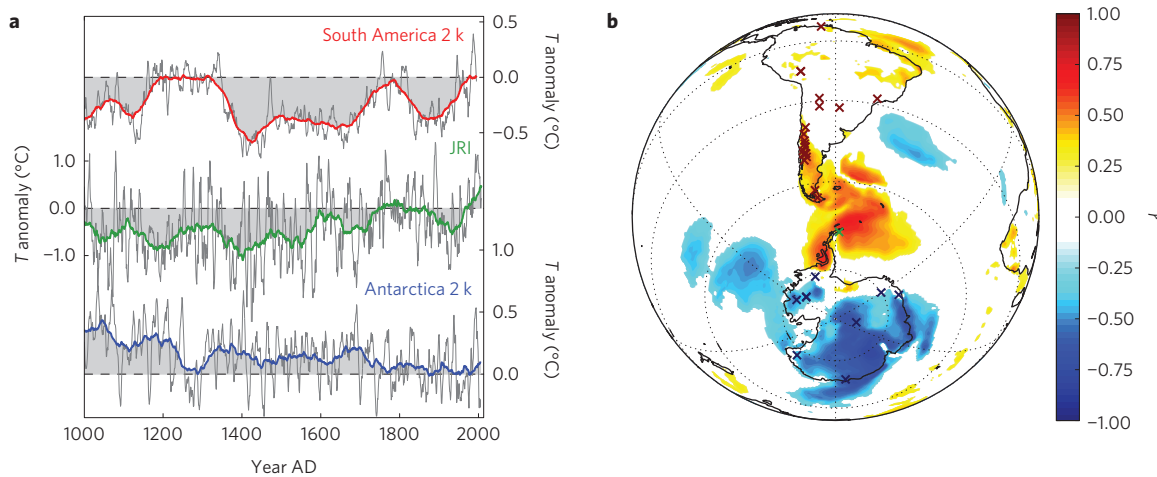 a
South America 2 k
0.5
0.0
−0.5
T anomaly (°C)
JRI
1.0
0.0
−1.0
T anomaly (°C)
Antarctica 2 k
1.0
0.5
0.0
T anomaly (°C)
1000 1200 1400 1600 1800 2000
Year AD
b
1.00
0.75
0.50
0.25
0.00
−0.25
−0.50
−0.75
−1.00
r